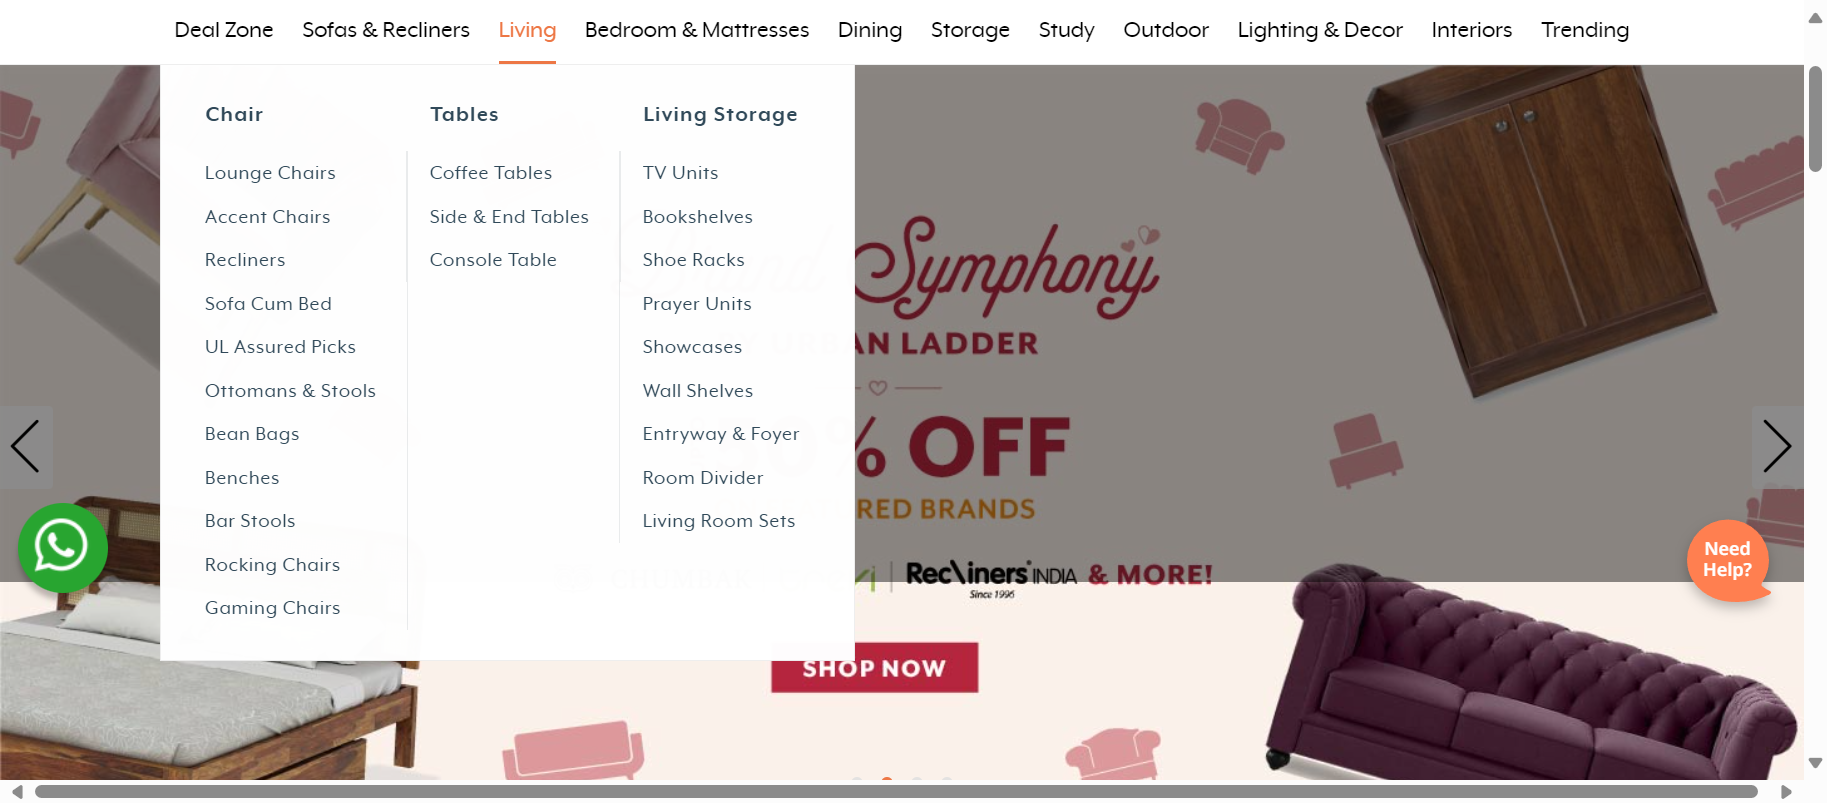 Deal Zone Sofas & Recliners Living Bedroom & Mattresses Dining Storage Study Outdoor Lighting & Decor Interiors Trending
Chair
Lounge Chairs
Accent Chairs
Recliners
Sofa Cum Bed
UL Assured Picks
Ottomans & Stools
Bean Bags
Benches
Bar Stools
Rocking Chairs
Gaming Chairs
Tables
Coffee Tables
Side & End Tables
Console Table
Living Storage
TV Units
Bookshelves
Shoe Racks
Prayer Units
Showcases
Wall Shelves
Entryway & Foyer
Room Divider
Living Room Sets
Symphony
URBAN LADDER
% OFF
BRANDS
CHUMBAK
Recliners INDIA & MORE!
Since 1996
SHOP NOW
Need
Help?